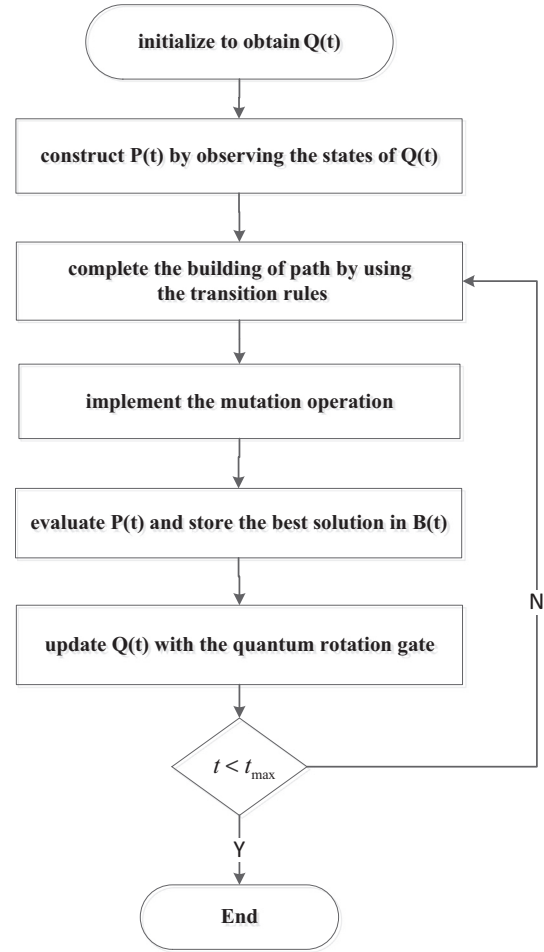 initialize to obtain Q(t)
construct P(t) by observing the states of Q(t)
complete the building of path by using
the transition rules
implement the mutation operation
evaluate P(t) and store the best solution in B(t)
update Q(t) with the quantum rotation gate
N
t < t_max
Y
End